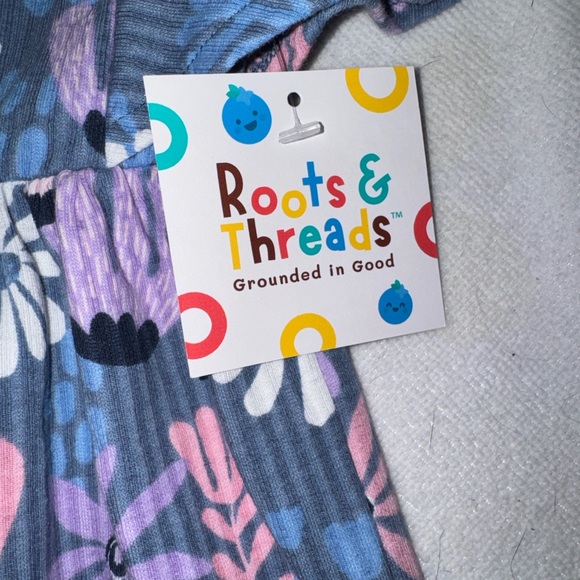 Roots &
Threads™
Grounded in Good